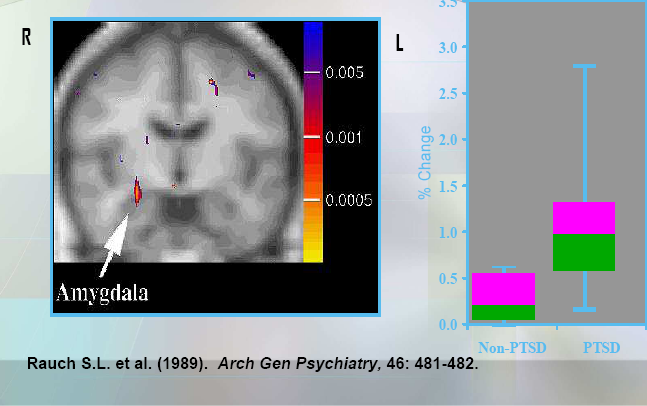 R
L
0.005
0.001
0.0005
Amygdala
% Change
3.5
3.0
2.5
2.0
1.5
1.0
0.5
0.0
Non-PTSD
PTSD
Rauch S.L. et al. (1989).  Arch Gen Psychiatry, 46: 481-482.